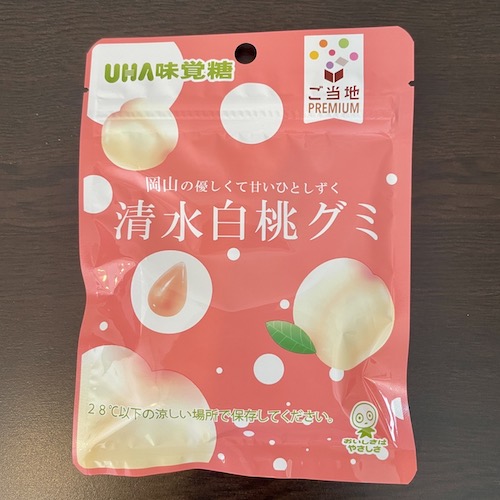 UHA味覚糖
ご当地
PREMIUM
岡山の優しくて甘いひとしずく
清水白桃グミ
28℃以下の涼しい場所で保存してください。
おいしさは
やさしさ